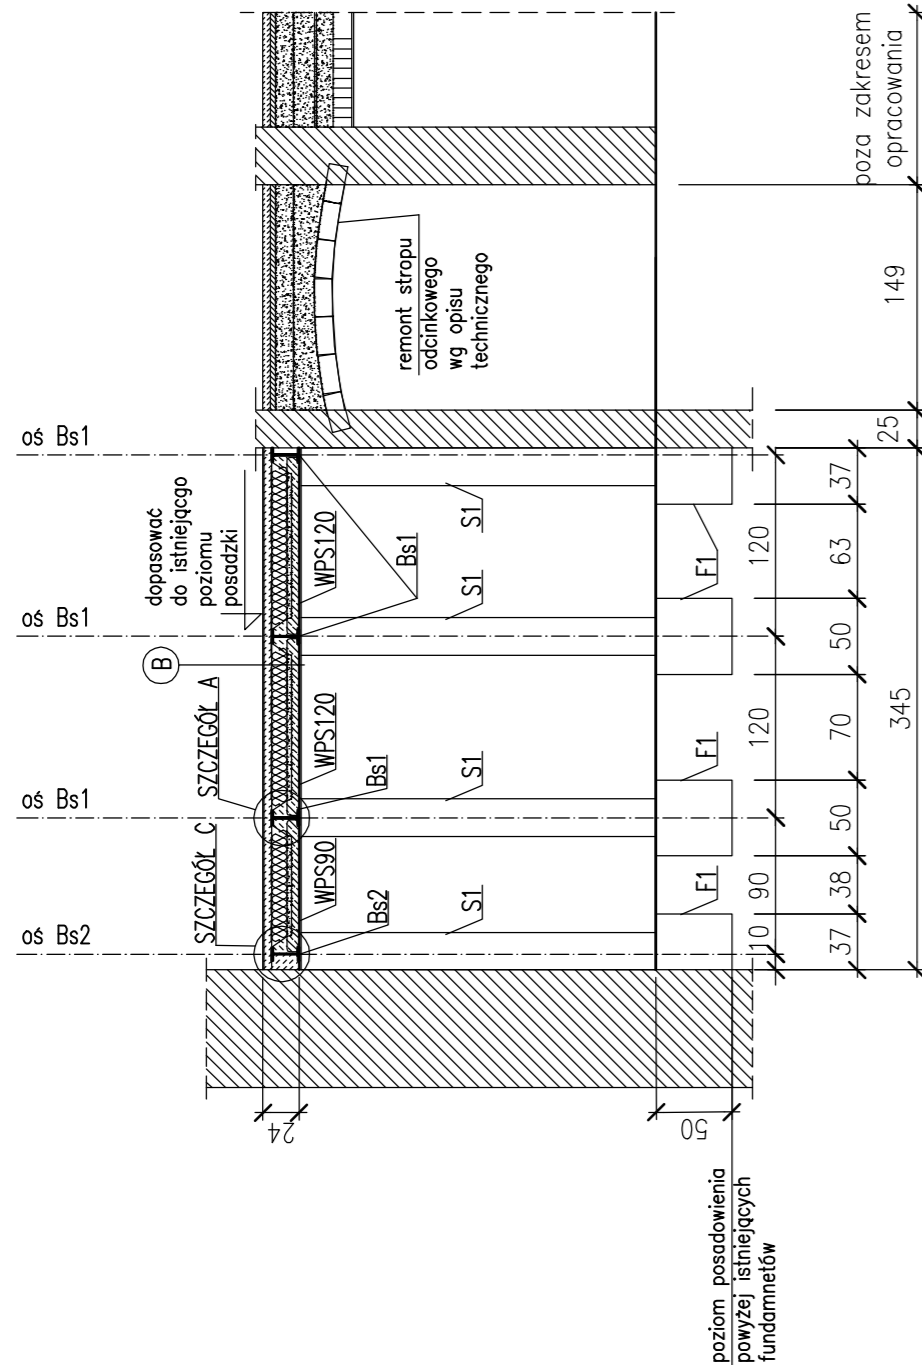 oś Bs1
oś Bs1
oś Bs1
oś Bs2
dopasować
do istniejącgo
poziomu
posadzki
B
SZCZEGÓŁ A
SZCZEGÓŁ C
WPS120
WPS120
WPS90
Bs1
Bs1
Bs2
remont stropu
odcinkowego
wg opisu
technicznego
S1
S1
S1
S1
F1
F1
F1
poza zakresem
opracowania
149
25
345
37
63
50
70
50
38
37
120
120
90
10
24
50
poziom posadowienia
powyżej istniejących
fundamnetów